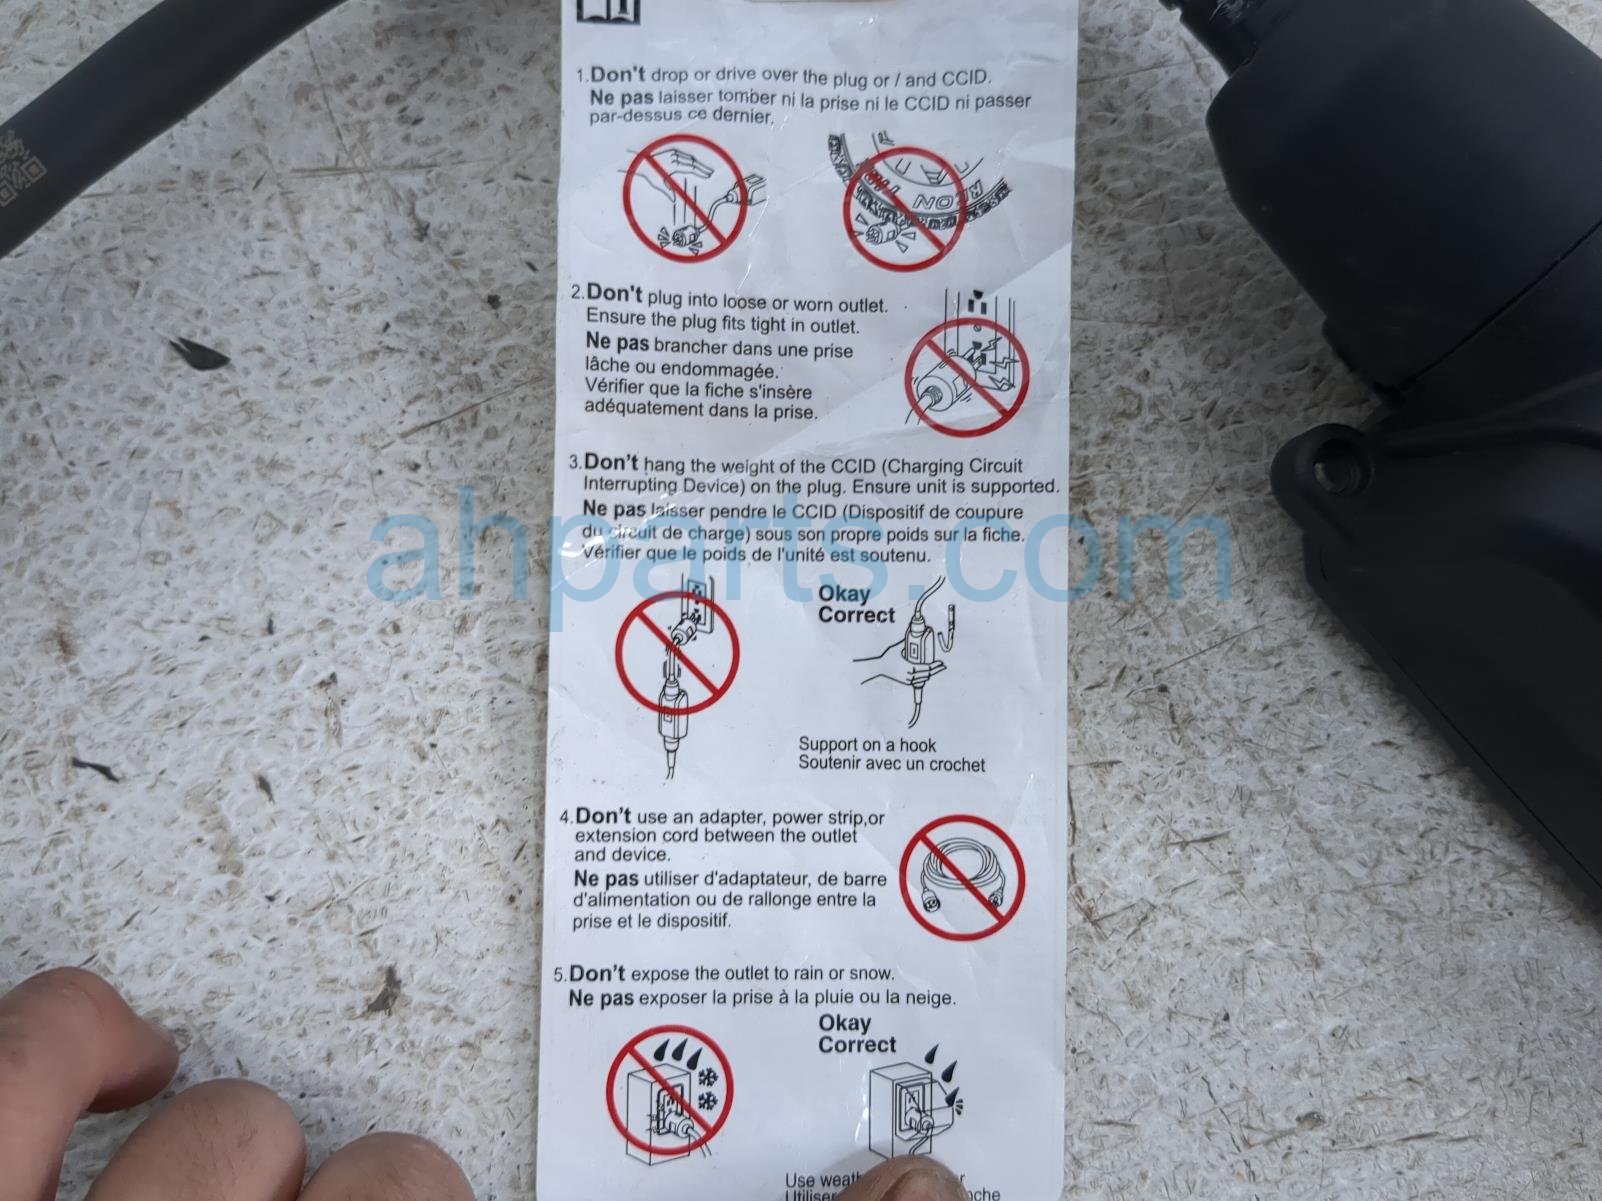 1.Don't drop or drive over the plug or / and CCID.
Ne pas laisser tomber ni la prise ni le CCID ni passer
par-dessus ce dernier.
2.Don't plug into loose or worn outlet.
Ensure the plug fits tight in outlet.
Ne pas brancher dans une prise
lâche ou endommagée.
Vérifier que la fiche s'insère
adéquatement dans la prise.
3.Don't hang the weight of the CCID (Charging Circuit
Interrupting Device) on the plug. Ensure unit is supported.
Ne pas laisser pendre le CCID (Dispositif de coupure
du circuit de charge) sous son propre poids sur la fiche.
Vérifier que le poids de l'unité est soutenu.
ahparts.com
Okay
Correct
Support on a hook
Soutenir avec un crochet
4.Don't use an adapter, power strip,or
extension cord between the outlet
and device.
Ne pas utiliser d'adaptateur, de barre
d'alimentation ou de rallonge entre la
prise et le dispositif.
5.Don't expose the outlet to rain or snow.
Ne pas exposer la prise à la pluie ou la neige.
Okay
Correct
Use